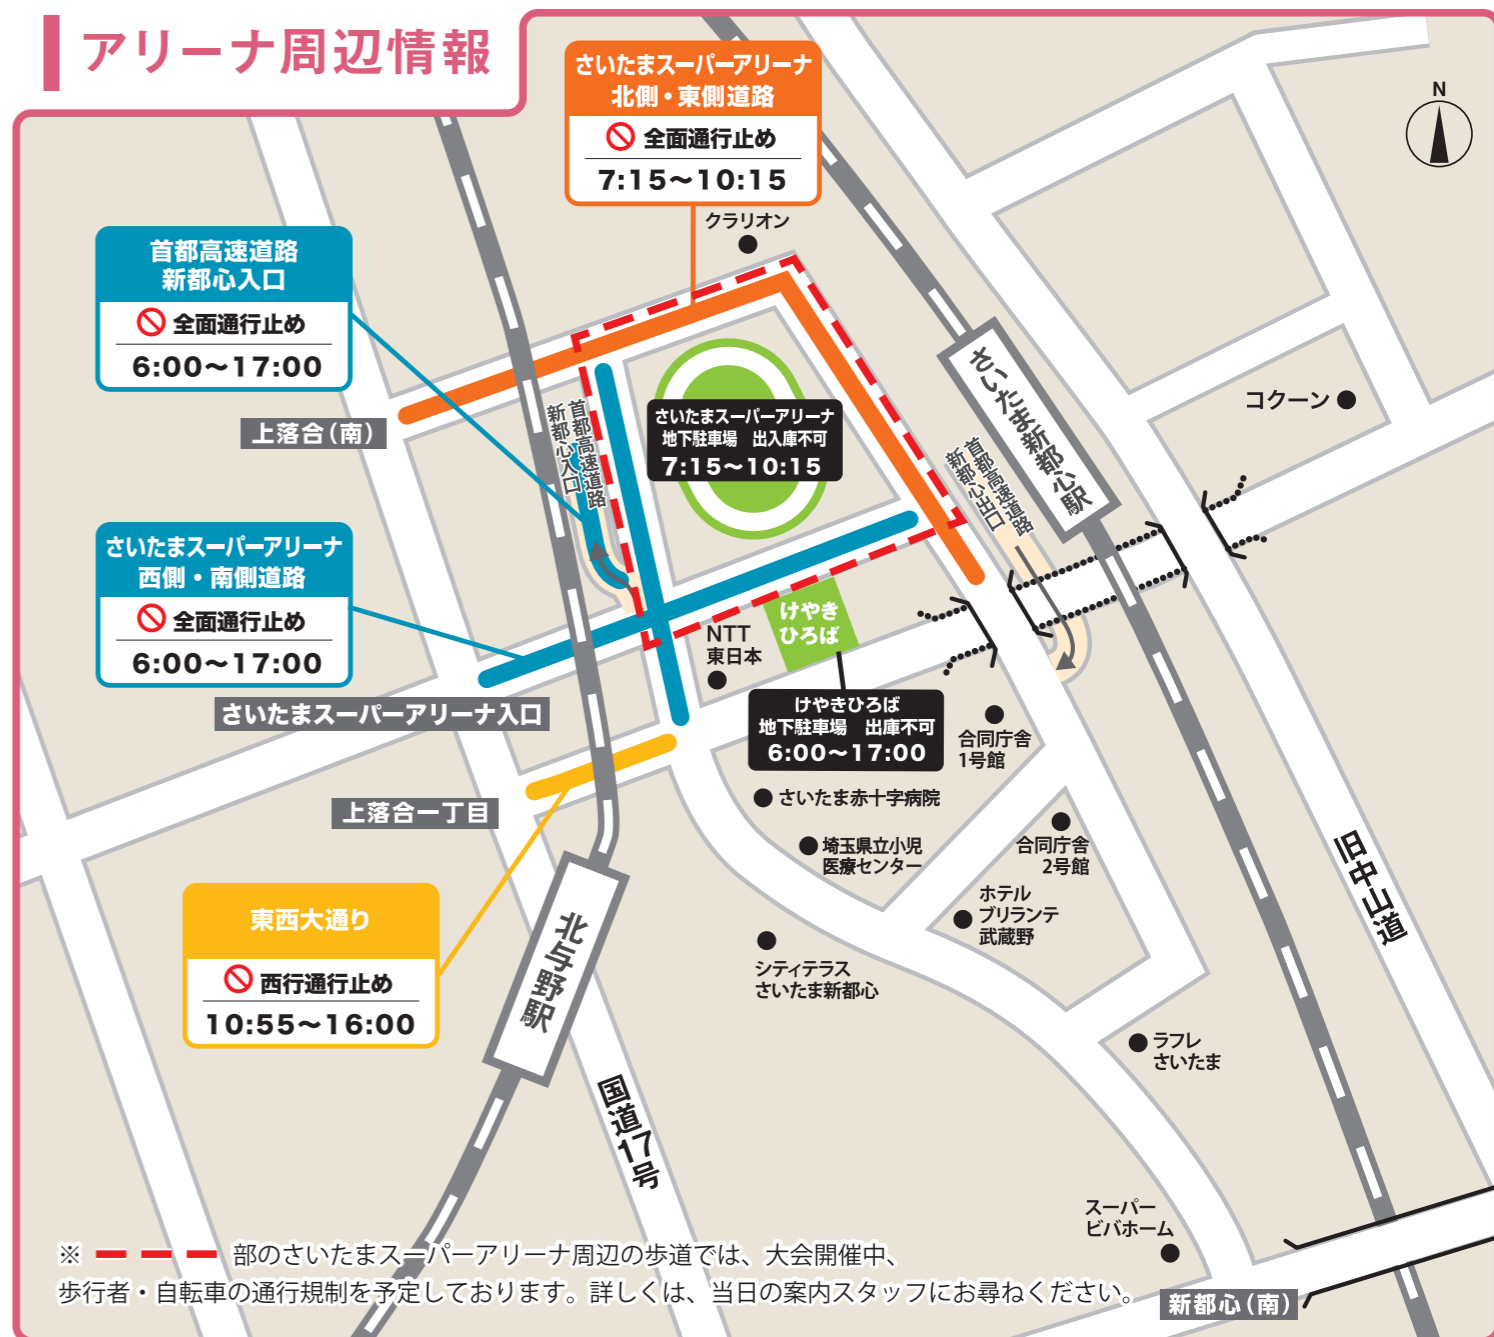 アリーナ周辺情報
さいたまスーパーアリーナ
北側・東側道路
全面通行止め
7:15〜10:15
N
クラリオン
首都高速道路
新都心入口
全面通行止め
6:00〜17:00
上落合(南)
首都高速道路
新都心入口
さいたまスーパーアリーナ
地下駐車場 出入庫不可
7:15〜10:15
さいたま新都心駅
コクーン
首都高速道路
新都心出口
さいたまスーパーアリーナ
西側・南側道路
全面通行止め
6:00〜17:00
さいたまスーパーアリーナ入口
けやき
ひろば
NTT
東日本
けやきひろば
地下駐車場 出庫不可
6:00〜17:00
合同庁舎
1号館
上落合一丁目
さいたま赤十字病院
埼玉県立小児
医療センター
合同庁舎
2号館
ホテル
ブリランテ
武蔵野
旧中山道
東西大通り
西行通行止め
10:55〜16:00
北与野駅
シティテラス
さいたま新都心
ラフレ
さいたま
国道17号
スーパー
ビバホーム
※ 部のさいたまスーパーアリーナ周辺の歩道では、大会開催中、
歩行者・自転車の通行規制を予定しております。詳しくは、当日の案内スタッフにお尋ねください。
新都心(南)